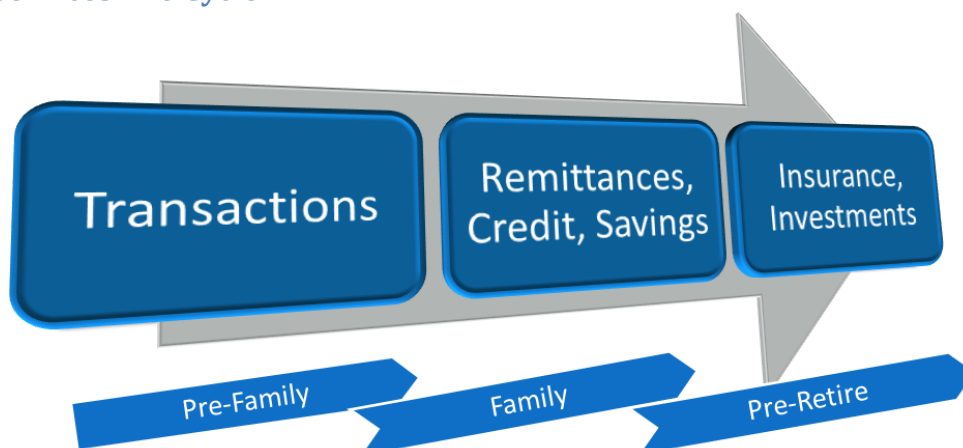 Transactions
Remittances,
Credit, Savings
Insurance,
Investments
Pre-Family
Family
Pre-Retire